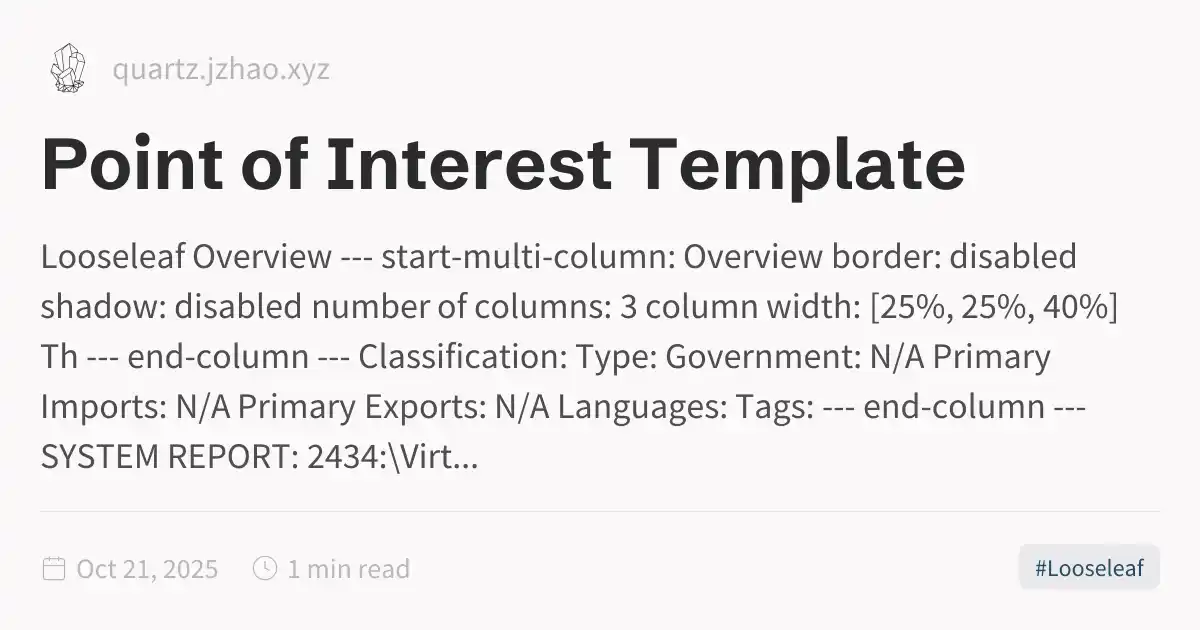 quartz.jzhao.xyz
Point of Interest Template
Looseleaf Overview --- start-multi-column: Overview border: disabled
shadow: disabled number of columns: 3 column width: [25%, 25%, 40%]
Th --- end-column --- Classification: Type: Government: N/A Primary
Imports: N/A Primary Exports: N/A Languages: Tags: --- end-column ---
SYSTEM REPORT: 2434:\Virt...
Oct 21, 2025 1 min read #Looseleaf